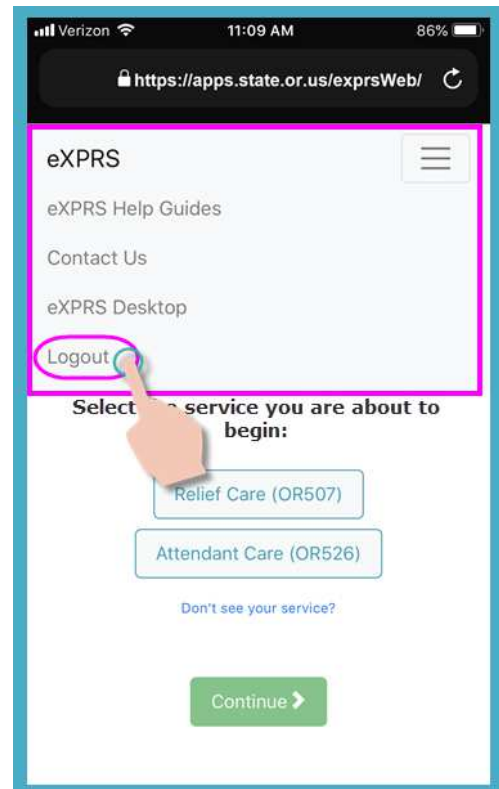 Verizon 11:09 AM 86%
https://apps.state.or.us/exprsWeb/
eXPRS
eXPRS Help Guides
Contact Us
eXPRS Desktop
Logout
Select service you are about to
begin:
Relief Care (OR507)
Attendant Care (OR526)
Don't see your service?
Continue